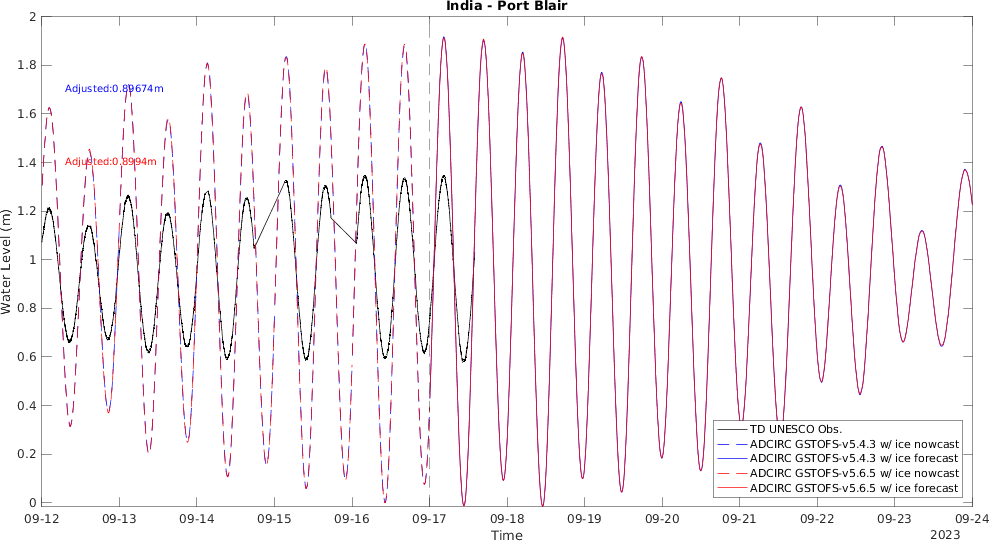 India - Port Blair
Water Level (m)
2
1.8
1.6
1.4
1.2
1
0.8
0.6
0.4
0.2
0
Adjusted:0.89674m
Adjusted:0.8994m
TD UNESCO Obs.
ADCIRC GSTOFS-v5.4.3 w/ ice nowcast
ADCIRC GSTOFS-v5.4.3 w/ ice forecast
ADCIRC GSTOFS-v5.6.5 w/ ice nowcast
ADCIRC GSTOFS-v5.6.5 w/ ice forecast
09-12 09-13 09-14 09-15 09-16 09-17 09-18 09-19 09-20 09-21 09-22 09-23 09-24
Time
2023